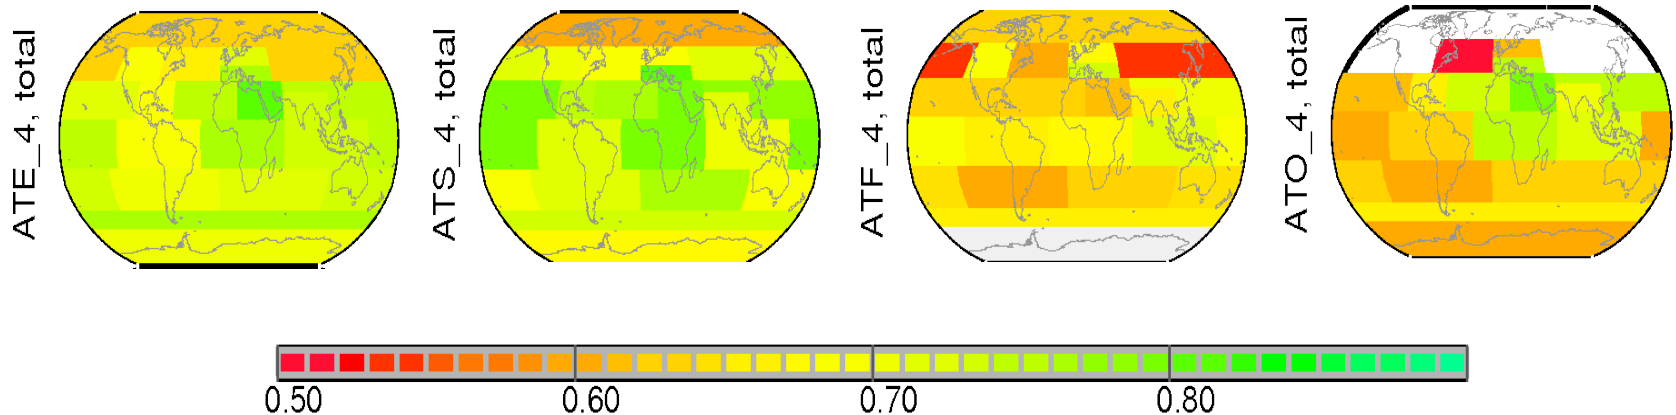 ATE_4, total
ATS_4, total
ATF_4, total
ATO_4, total
0.50 0.60 0.70 0.80